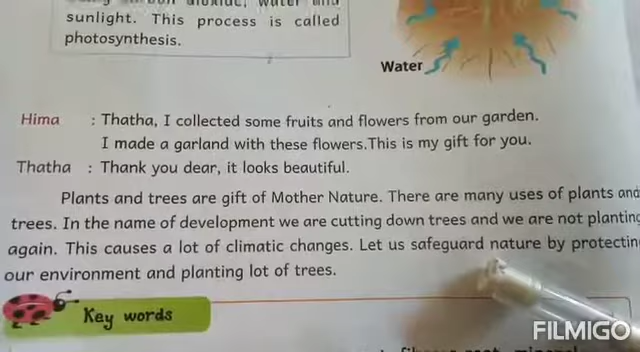 sunlight. This process is called
photosynthesis.
Water
Hima : Thatha, I collected some fruits and flowers from our garden.
I made a garland with these flowers.This is my gift for you.
Thatha : Thank you dear, it looks beautiful.
Plants and trees are gift of Mother Nature. There are many uses of plants and
trees. In the name of development we are cutting down trees and we are not planting
again. This causes a lot of climatic changes. Let us safeguard nature by protectin
our environment and planting lot of trees.
Key words
FILMIGO